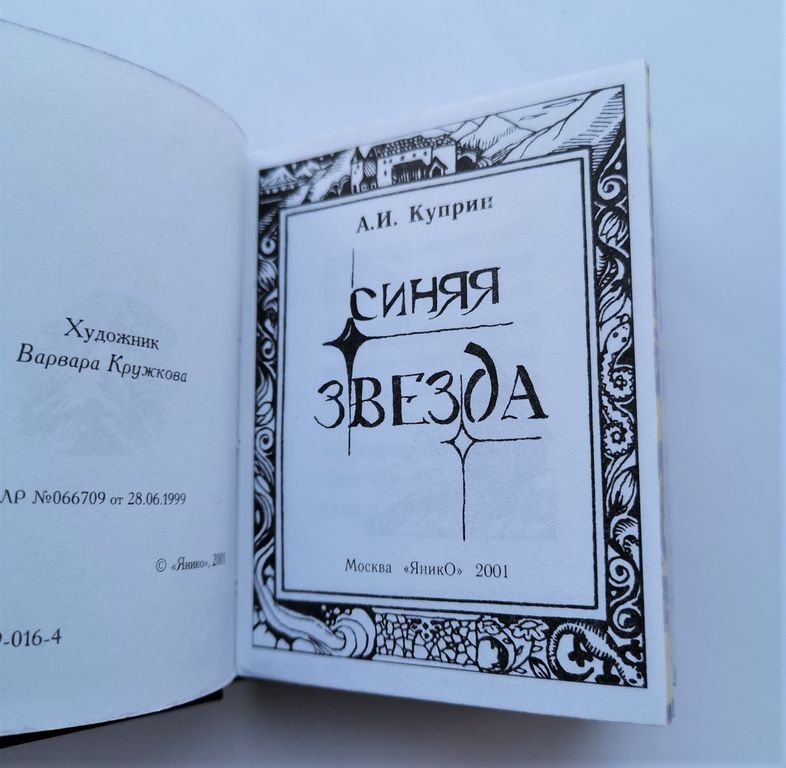 Художник
Варвара Кружкова
ЛР №066709 от 28.06.1999
© «Янико», 2001
-016-4
А.И. Куприн
СИНЯЯ
ЗВЕЗДА
Москва «ЯникО» 2001